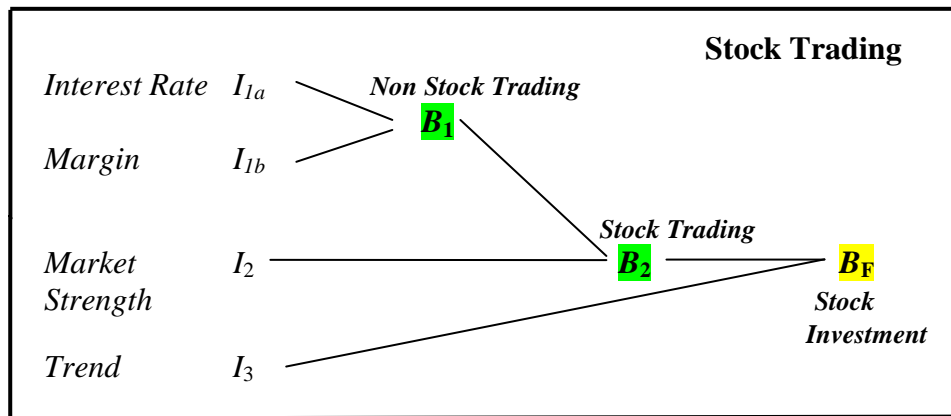 Stock Trading
Interest Rate I1a
Non Stock Trading
B1
Margin I1b
Stock Trading
Market I2 B2 BF
Strength
Stock
Investment
Trend I3